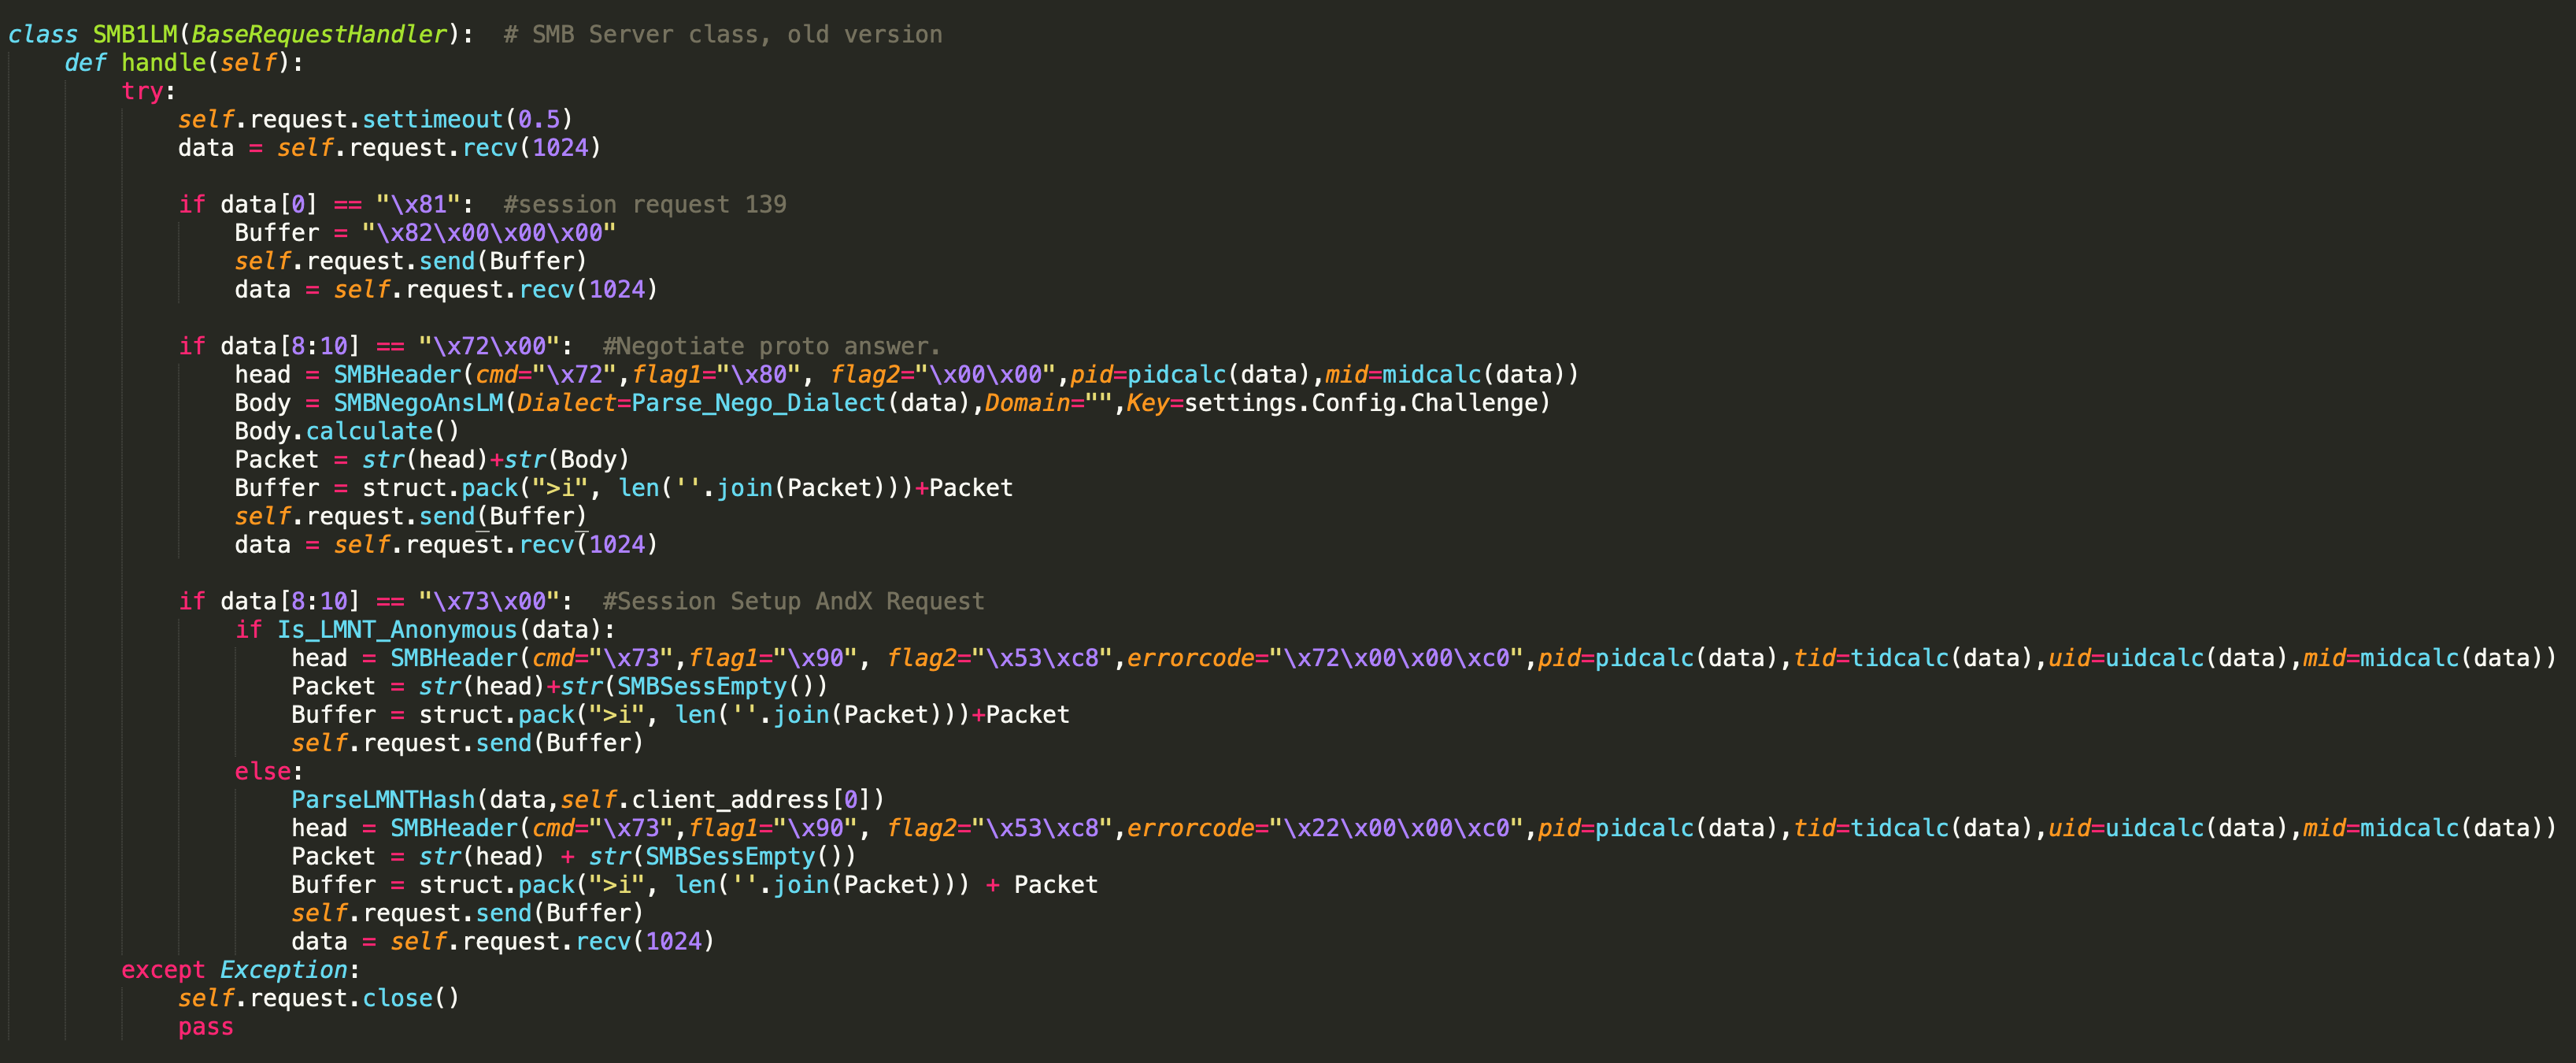 class SMB1LM(BaseRequestHandler):  # SMB Server class, old version
    def handle(self):
        try:
            self.request.settimeout(0.5)
            data = self.request.recv(1024)

            if data[0] == "\x81":  #session request 139
                Buffer = "\x82\x00\x00\x00"
                self.request.send(Buffer)
                data = self.request.recv(1024)

            if data[8:10] == "\x72\x00":  #Negotiate proto answer.
                head = SMBHeader(cmd="\x72",flag1="\x80", flag2="\x00\x00",pid=pidcalc(data),mid=midcalc(data))
                Body = SMBNegoAnsLM(Dialect=Parse_Nego_Dialect(data),Domain="",Key=settings.Config.Challenge)
                Body.calculate()
                Packet = str(head)+str(Body)
                Buffer = struct.pack(">i", len(''.join(Packet)))+Packet
                self.request.send(Buffer)
                data = self.request.recv(1024)

            if data[8:10] == "\x73\x00":  #Session Setup AndX Request
                if Is_LMNT_Anonymous(data):
                    head = SMBHeader(cmd="\x73",flag1="\x90", flag2="\x53\xc8",errorcode="\x72\x00\x00\xc0",pid=pidcalc(data),tid=tidcalc(data),uid=uidcalc(data),mid=midcalc(data))
                    Packet = str(head)+str(SMBSessEmpty())
                    Buffer = struct.pack(">i", len(''.join(Packet)))+Packet
                    self.request.send(Buffer)
                else:
                    ParseLMNTHash(data,self.client_address[0])
                    head = SMBHeader(cmd="\x73",flag1="\x90", flag2="\x53\xc8",errorcode="\x22\x00\x00\xc0",pid=pidcalc(data),tid=tidcalc(data),uid=uidcalc(data),mid=midcalc(data))
                    Packet = str(head) + str(SMBSessEmpty())
                    Buffer = struct.pack(">i", len(''.join(Packet))) + Packet
                    self.request.send(Buffer)
                    data = self.request.recv(1024)
        except Exception:
            self.request.close()
            pass